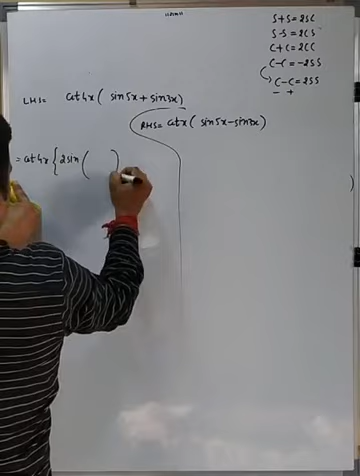 S+S=2SC
S-S=2CS
C+C=2CC
C-C=-2SS
C-C=2SS
- +
LHS= cot4x( sin5x+sin3x)
RHS= cotx( sin5x-sin3x)
= cot4x { 2sin ( )